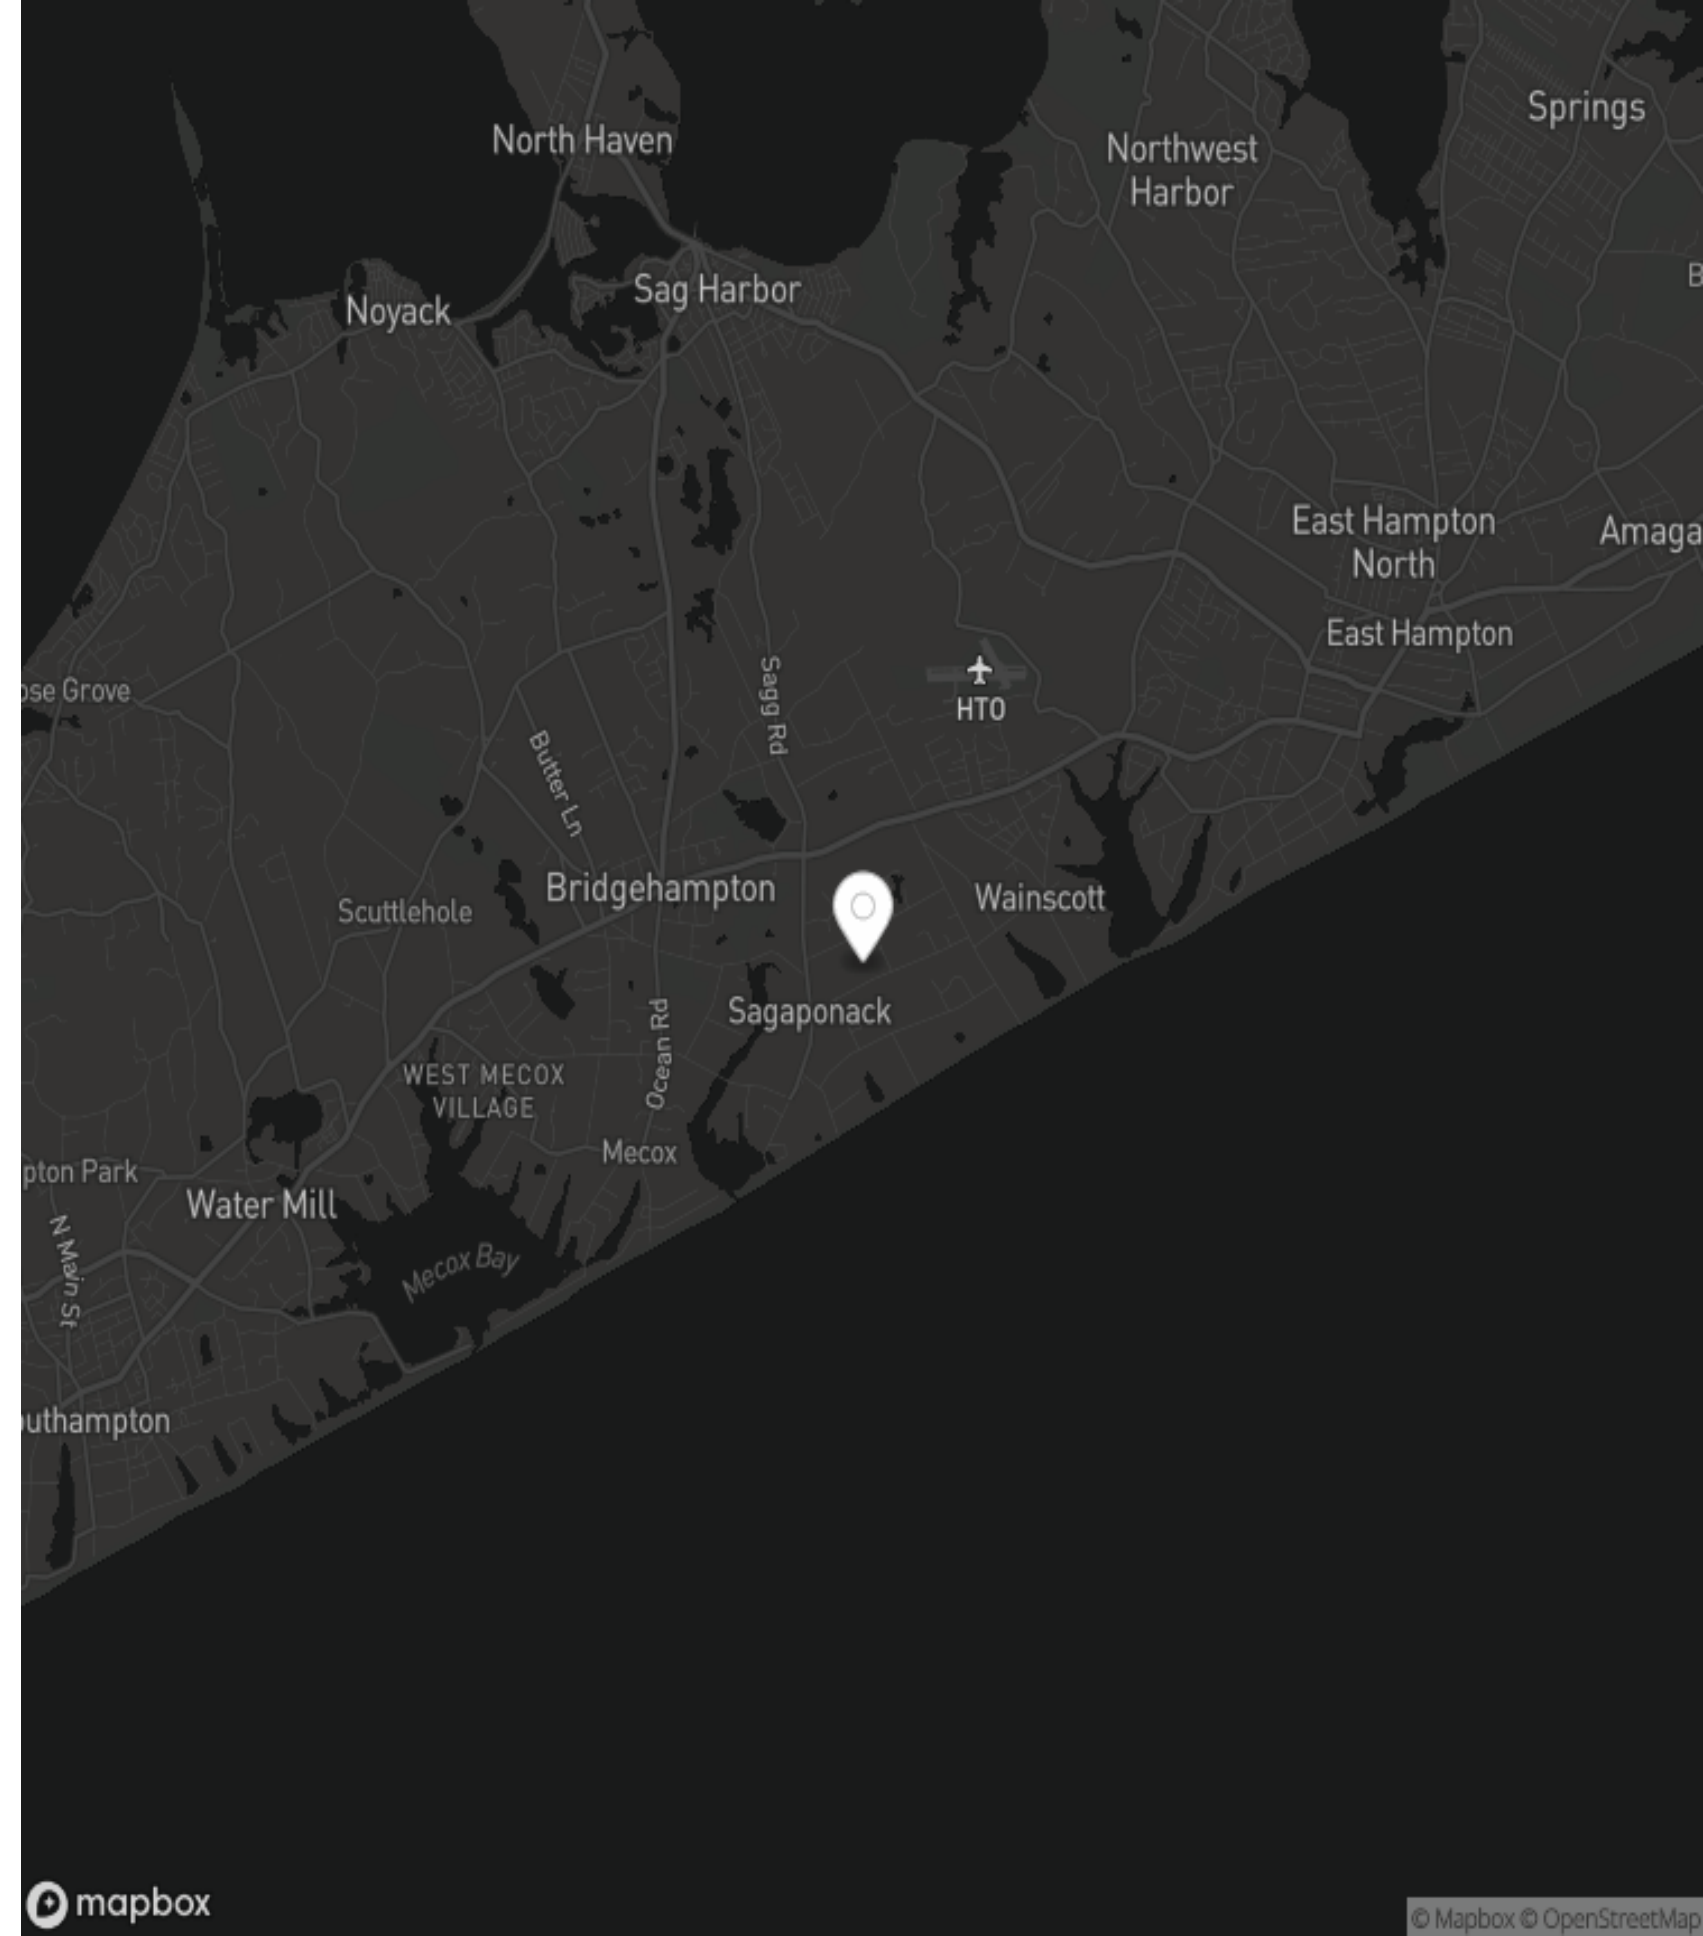 Springs
North Haven
Northwest
Harbor
B
Sag Harbor
Noyack
East Hampton
North
Amaga
East Hampton
Sagg Rd
ose Grove
HTO
Butter Ln
Bridgehampton
Wainscott
Scuttlehole
Sagaponack
Ocean Rd
WEST MECOX
VILLAGE
Mecox
pton Park
Water Mill
N Main St
Mecox Bay
uthampton
mapbox
© Mapbox © OpenStreetMap